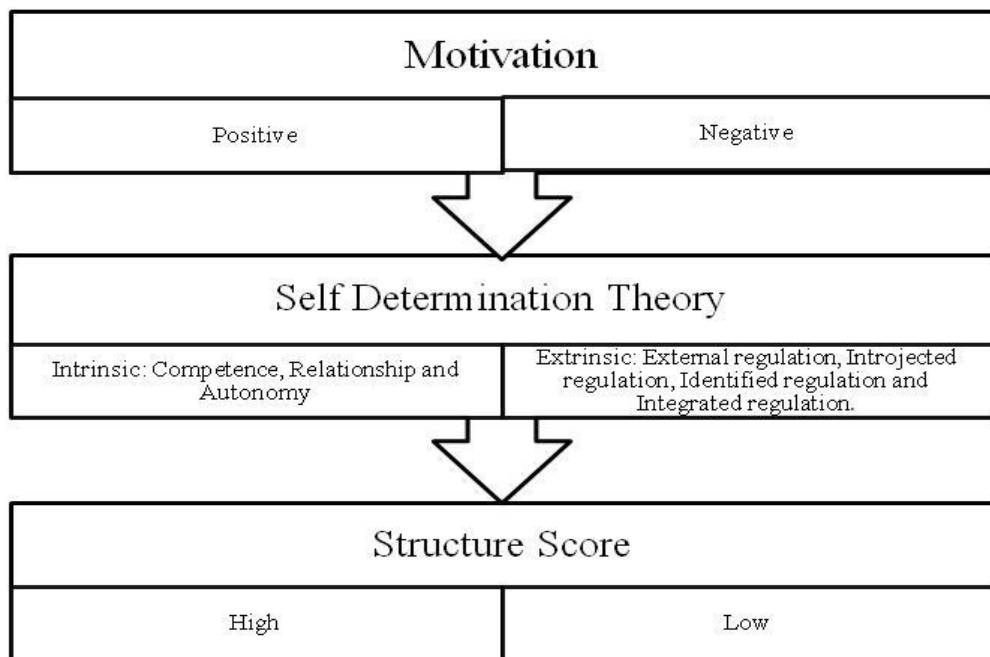 Motivation
Positive
Negative
Self Determination Theory
Intrinsic: Competence, Relationship and
Autonomy
Extrinsic: External regulation, Introjected
regulation, Identified regulation and
Integrated regulation.
Structure Score
High
Low